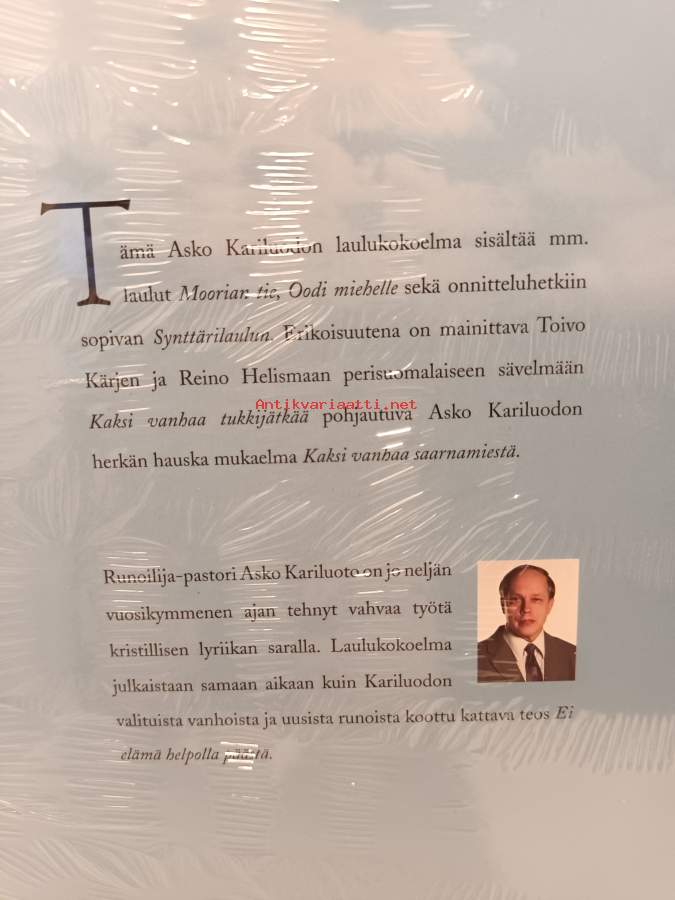 Tämä Asko Kariluodon laulukokoelma sisältää mm.
laulut Moorian tie, Oodi miehelle sekä onnitteluhetkiin
sopivan Synttärilaulun. Erikoisuutena on mainittava Toivo
Kärjen ja Reino Helismaan perisuomalaiseen sävelmään
Antikvariaatti.net
Kaksi vanhaa tukkijätkää pohjautuva Asko Kariluodon
herkän hauska mukaelma Kaksi vanhaa saarnamiestä.
Runoilija-pastori Asko Kariluoto on jo neljän
vuosikymmenen ajan tehnyt vahvaa työtä
kristillisen lyriikan saralla. Laulukokoelma
julkaistaan samaan aikaan kuin Kariluodon
valituista vanhoista ja uusista runoista koottu kattava teos Ei
elämä helpolla päästä.